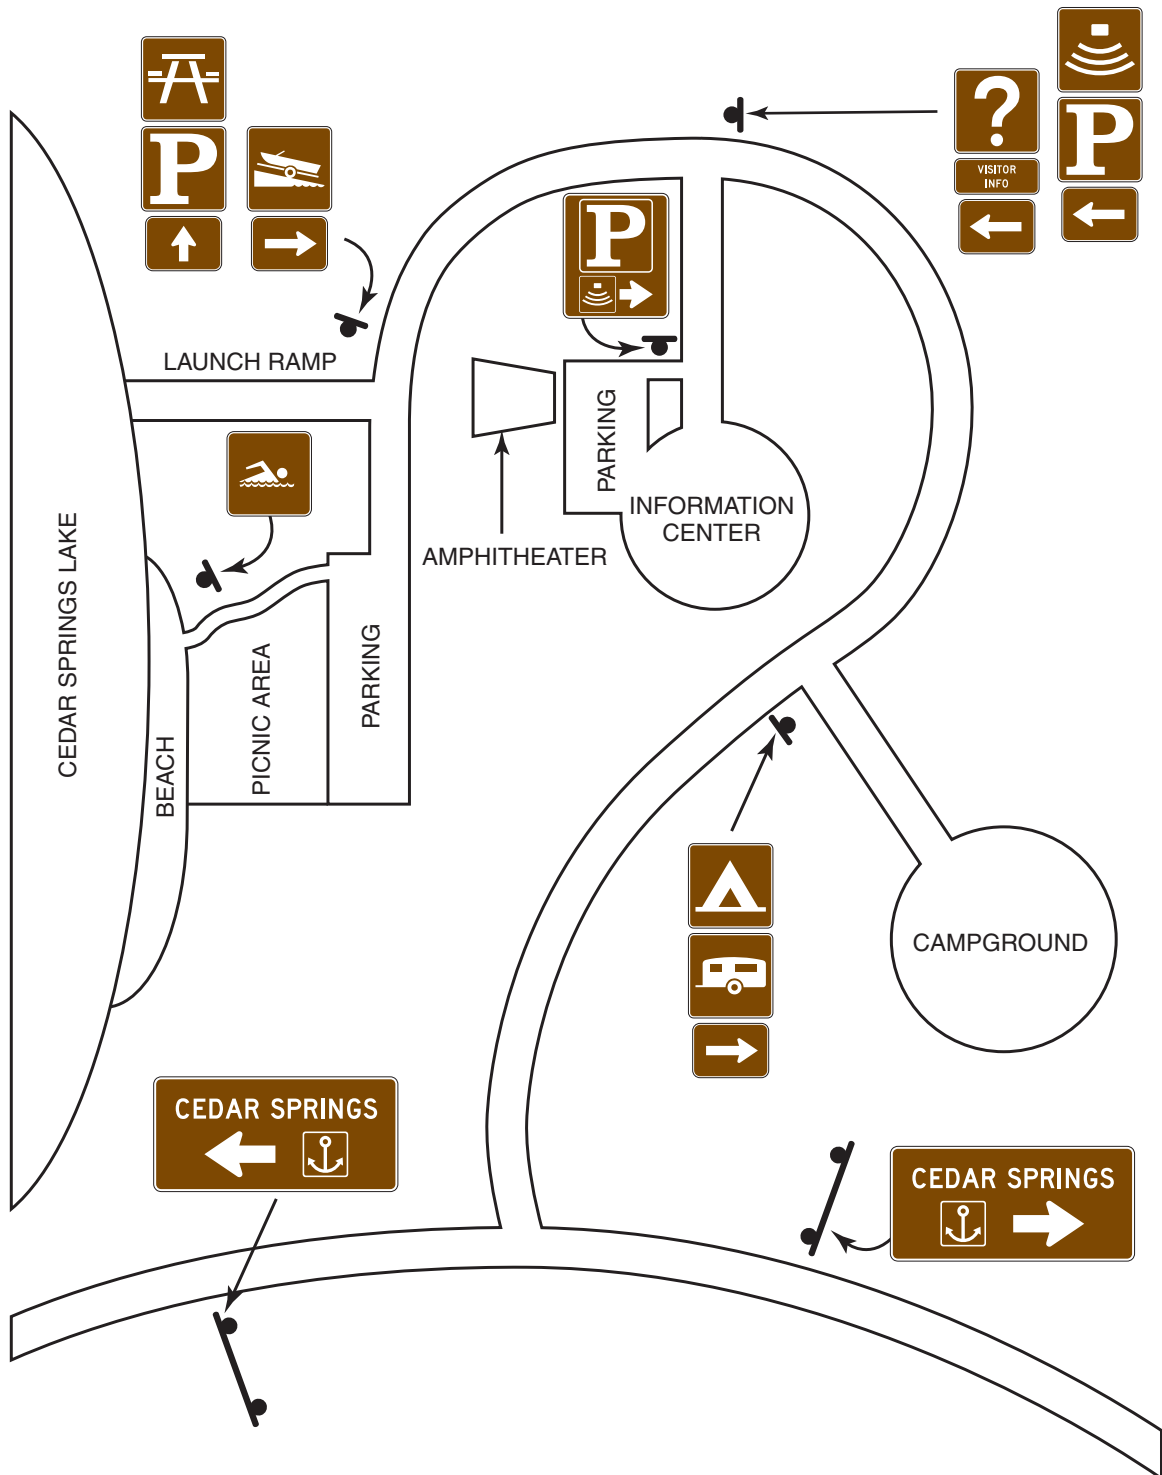 P
?
VISITOR
INFO
P
P
LAUNCH RAMP
PARKING
INFORMATION
CENTER
AMPHITHEATER
CEDAR SPRINGS LAKE
BEACH
PICNIC AREA
PARKING
CAMPGROUND
CEDAR SPRINGS
CEDAR SPRINGS